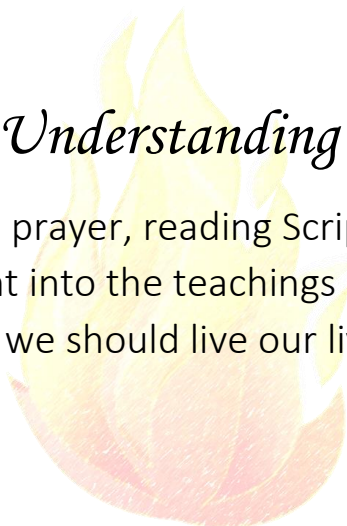 Understanding
prayer, reading Scrip
t into the teachings
we should live our li